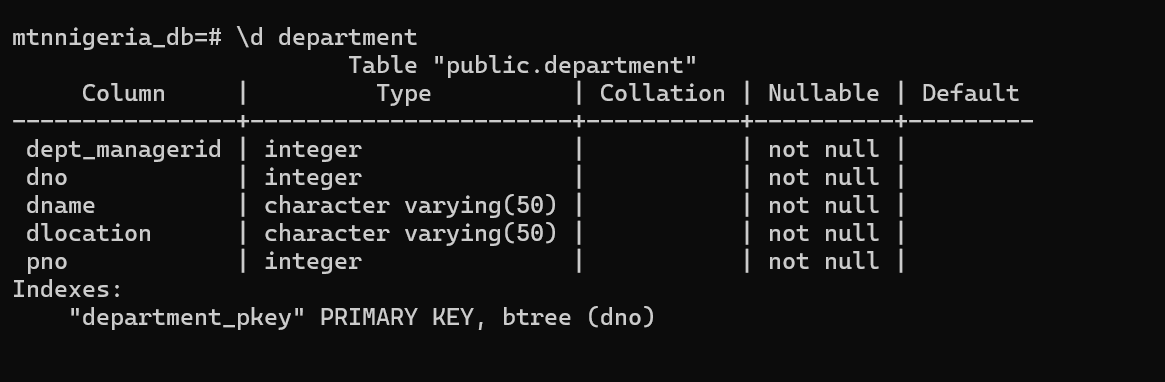 mtnnigeria_db=# \d department
                        Table "public.department"
     Column     |         Type          | Collation | Nullable | Default
----------------+-----------------------+-----------+----------+---------
 dept_managerid | integer               |           | not null |
 dno            | integer               |           | not null |
 dname          | character varying(50) |           | not null |
 dlocation      | character varying(50) |           | not null |
 pno            | integer               |           | not null |
Indexes:
    "department_pkey" PRIMARY KEY, btree (dno)